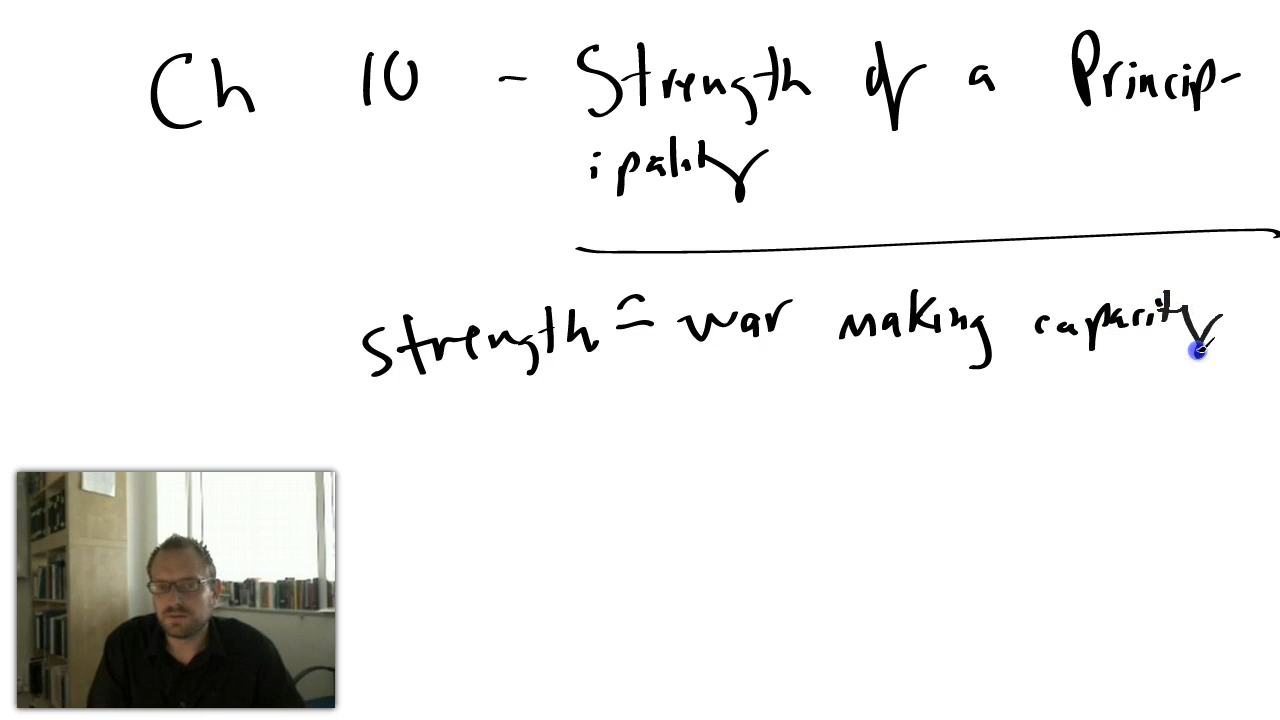 Ch 10 - Strength of a Princip-
ipality
strength = war making capacity